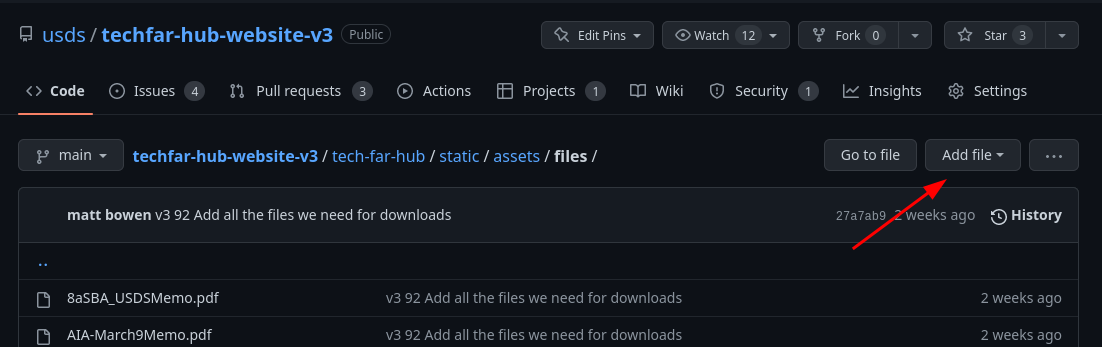 usds / techfar-hub-website-v3 Public Edit Pins Watch 12 Fork 0 Star 3
Code Issues 4 Pull requests 3 Actions Projects 1 Wiki Security 1 Insights Settings
main techfar-hub-website-v3 / tech-far-hub / static / assets / files / Go to file Add file ...
matt bowen v3 92 Add all the files we need for downloads 27a7ab9 2 weeks ago History
..
8aSBA_USDSMemo.pdf v3 92 Add all the files we need for downloads 2 weeks ago
AIA-March9Memo.pdf v3 92 Add all the files we need for downloads 2 weeks ago